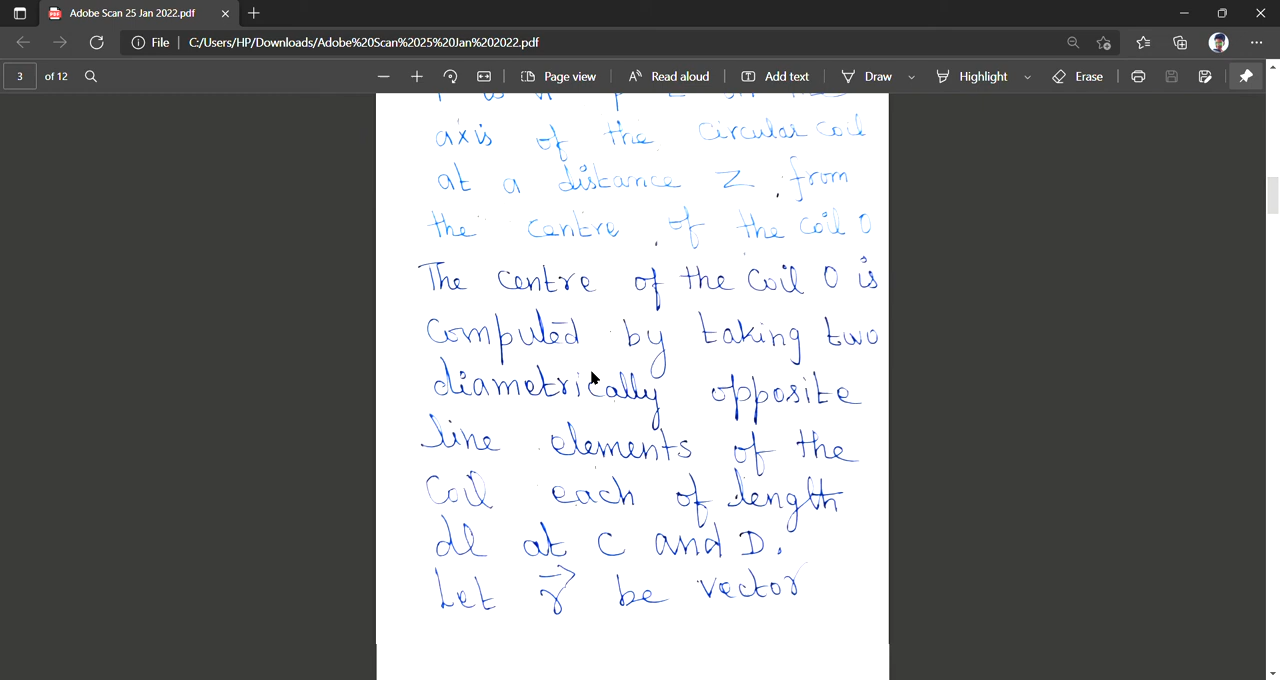 Adobe Scan 25 Jan 2022.pdf
File C:/Users/HP/Downloads/Adobe%20Scan%2025%20Jan%202022.pdf
3 of 12 Page view Read aloud Add text Draw Highlight Erase
axis of the circular coil
at a distance Z from
the centre of the coil O
The centre of the coil O is
computed by taking two
diametrically opposite
line elements of the
coil each of length
dl at C and D.
Let r⃗ be vector